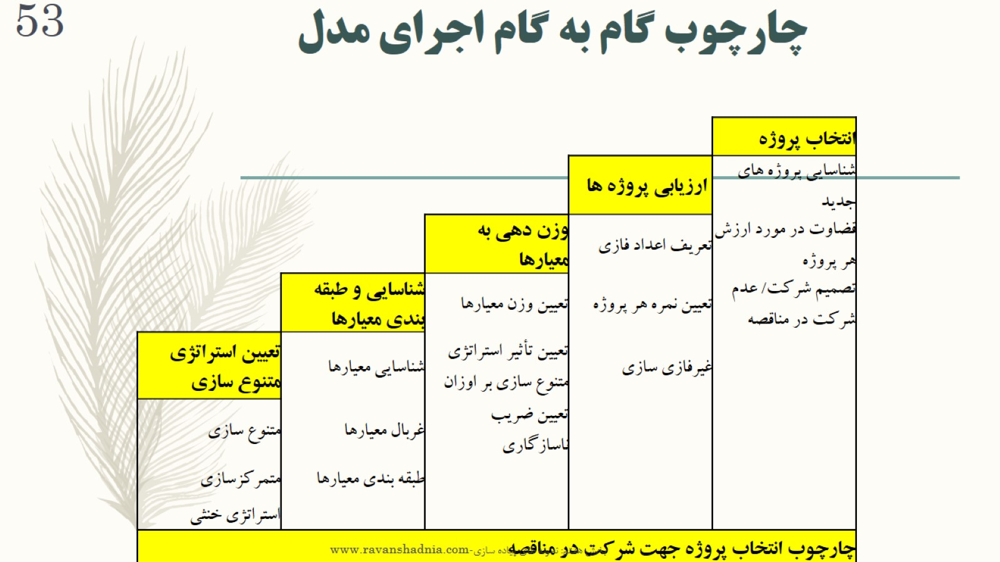 53
چارچوب گام به گام اجرای مدل
انتخاب پروژه
شناسایی پروژه های
جدید
قضاوت در مورد ارزش
هر پروژه
تصمیم شرکت/ عدم
شرکت در مناقصه
ارزیابی پروژه ها
تعریف اعداد فازی
تعیین نمره هر پروژه
غیرفازی سازی
وزن دهی به
معیارها
تعیین وزن معیارها
تعیین تأثیر استراتژی
متنوع سازی بر اوزان
تعیین ضریب
ناسازگاری
شناسایی و طبقه
بندی معیارها
شناسایی معیارها
غربال معیارها
طبقه بندی معیارها
تعیین استراتژی
متنوع سازی
متنوع سازی
متمرکزسازی
استراتژی خنثی
چارچوب انتخاب پروژه جهت شرکت در مناقصه
بخش هفتم: پیاده سازی-www.ravanshadnia.com